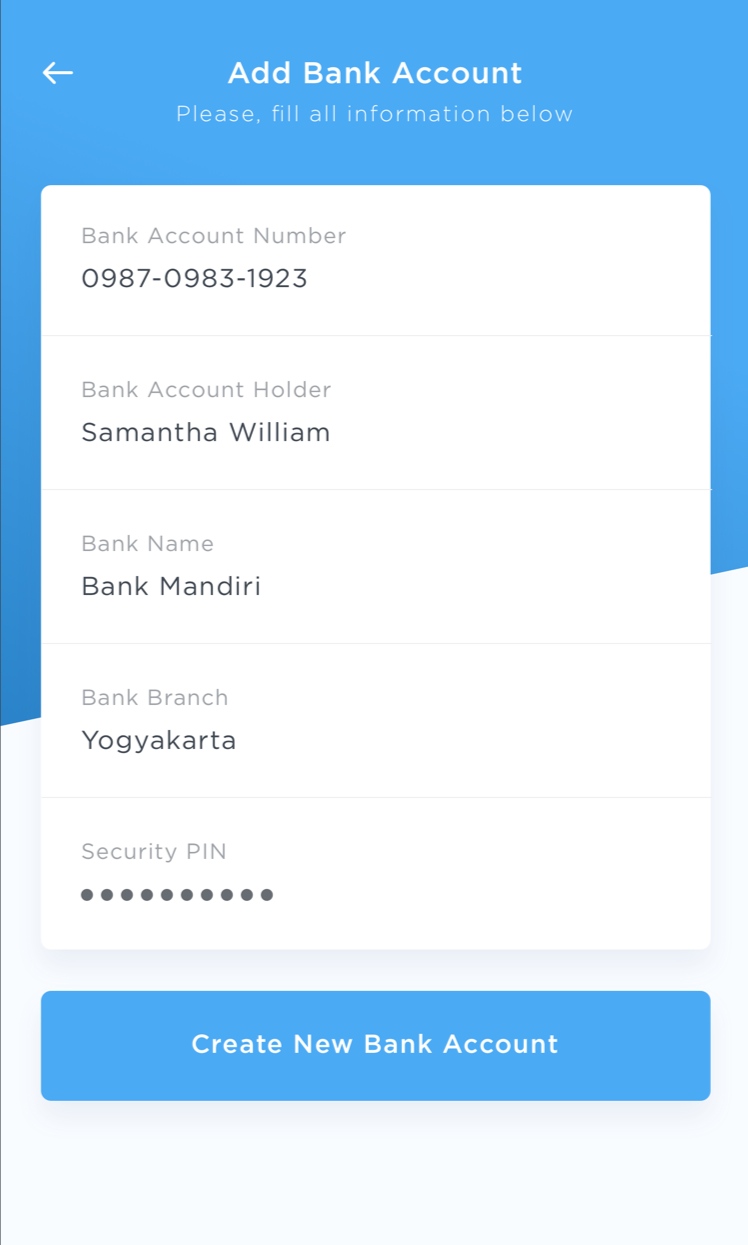 Add Bank Account
Please, fill all information below
Bank Account Number
0987-0983-1923
Bank Account Holder
Samantha William
Bank Name
Bank Mandiri
Bank Branch
Yogyakarta
Security PIN
●●●●●●●●●●
Create New Bank Account